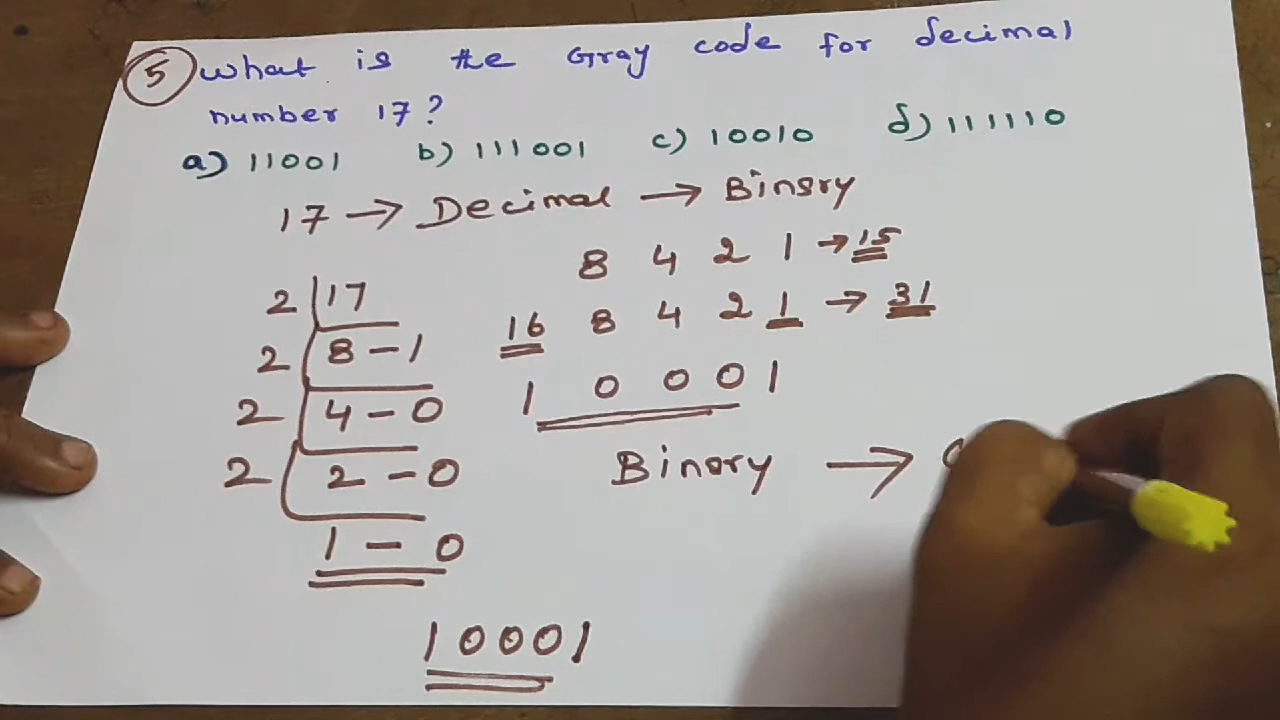 5 What is the Gray code for decimal
number 17?
a) 11001 b) 111001 c) 10010 d) 111110
17 → Decimal → Binary
8 4 2 1 → 15
2 17
16 8 4 2 1 → 31
2 8 - 1
1 0 0 0 1
2 4 - 0
Binary →
2 2 - 0
1 - 0
10001